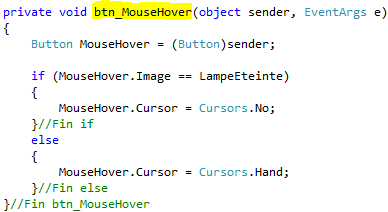 private void btn_MouseHover(object sender, EventArgs e)
{
Button MouseHover = (Button)sender;
if (MouseHover.Image == LampeEteinte)
{
MouseHover.Cursor = Cursors.No;
}//Fin if
else
{
MouseHover.Cursor = Cursors.Hand;
}//Fin else
}//Fin btn_MouseHover